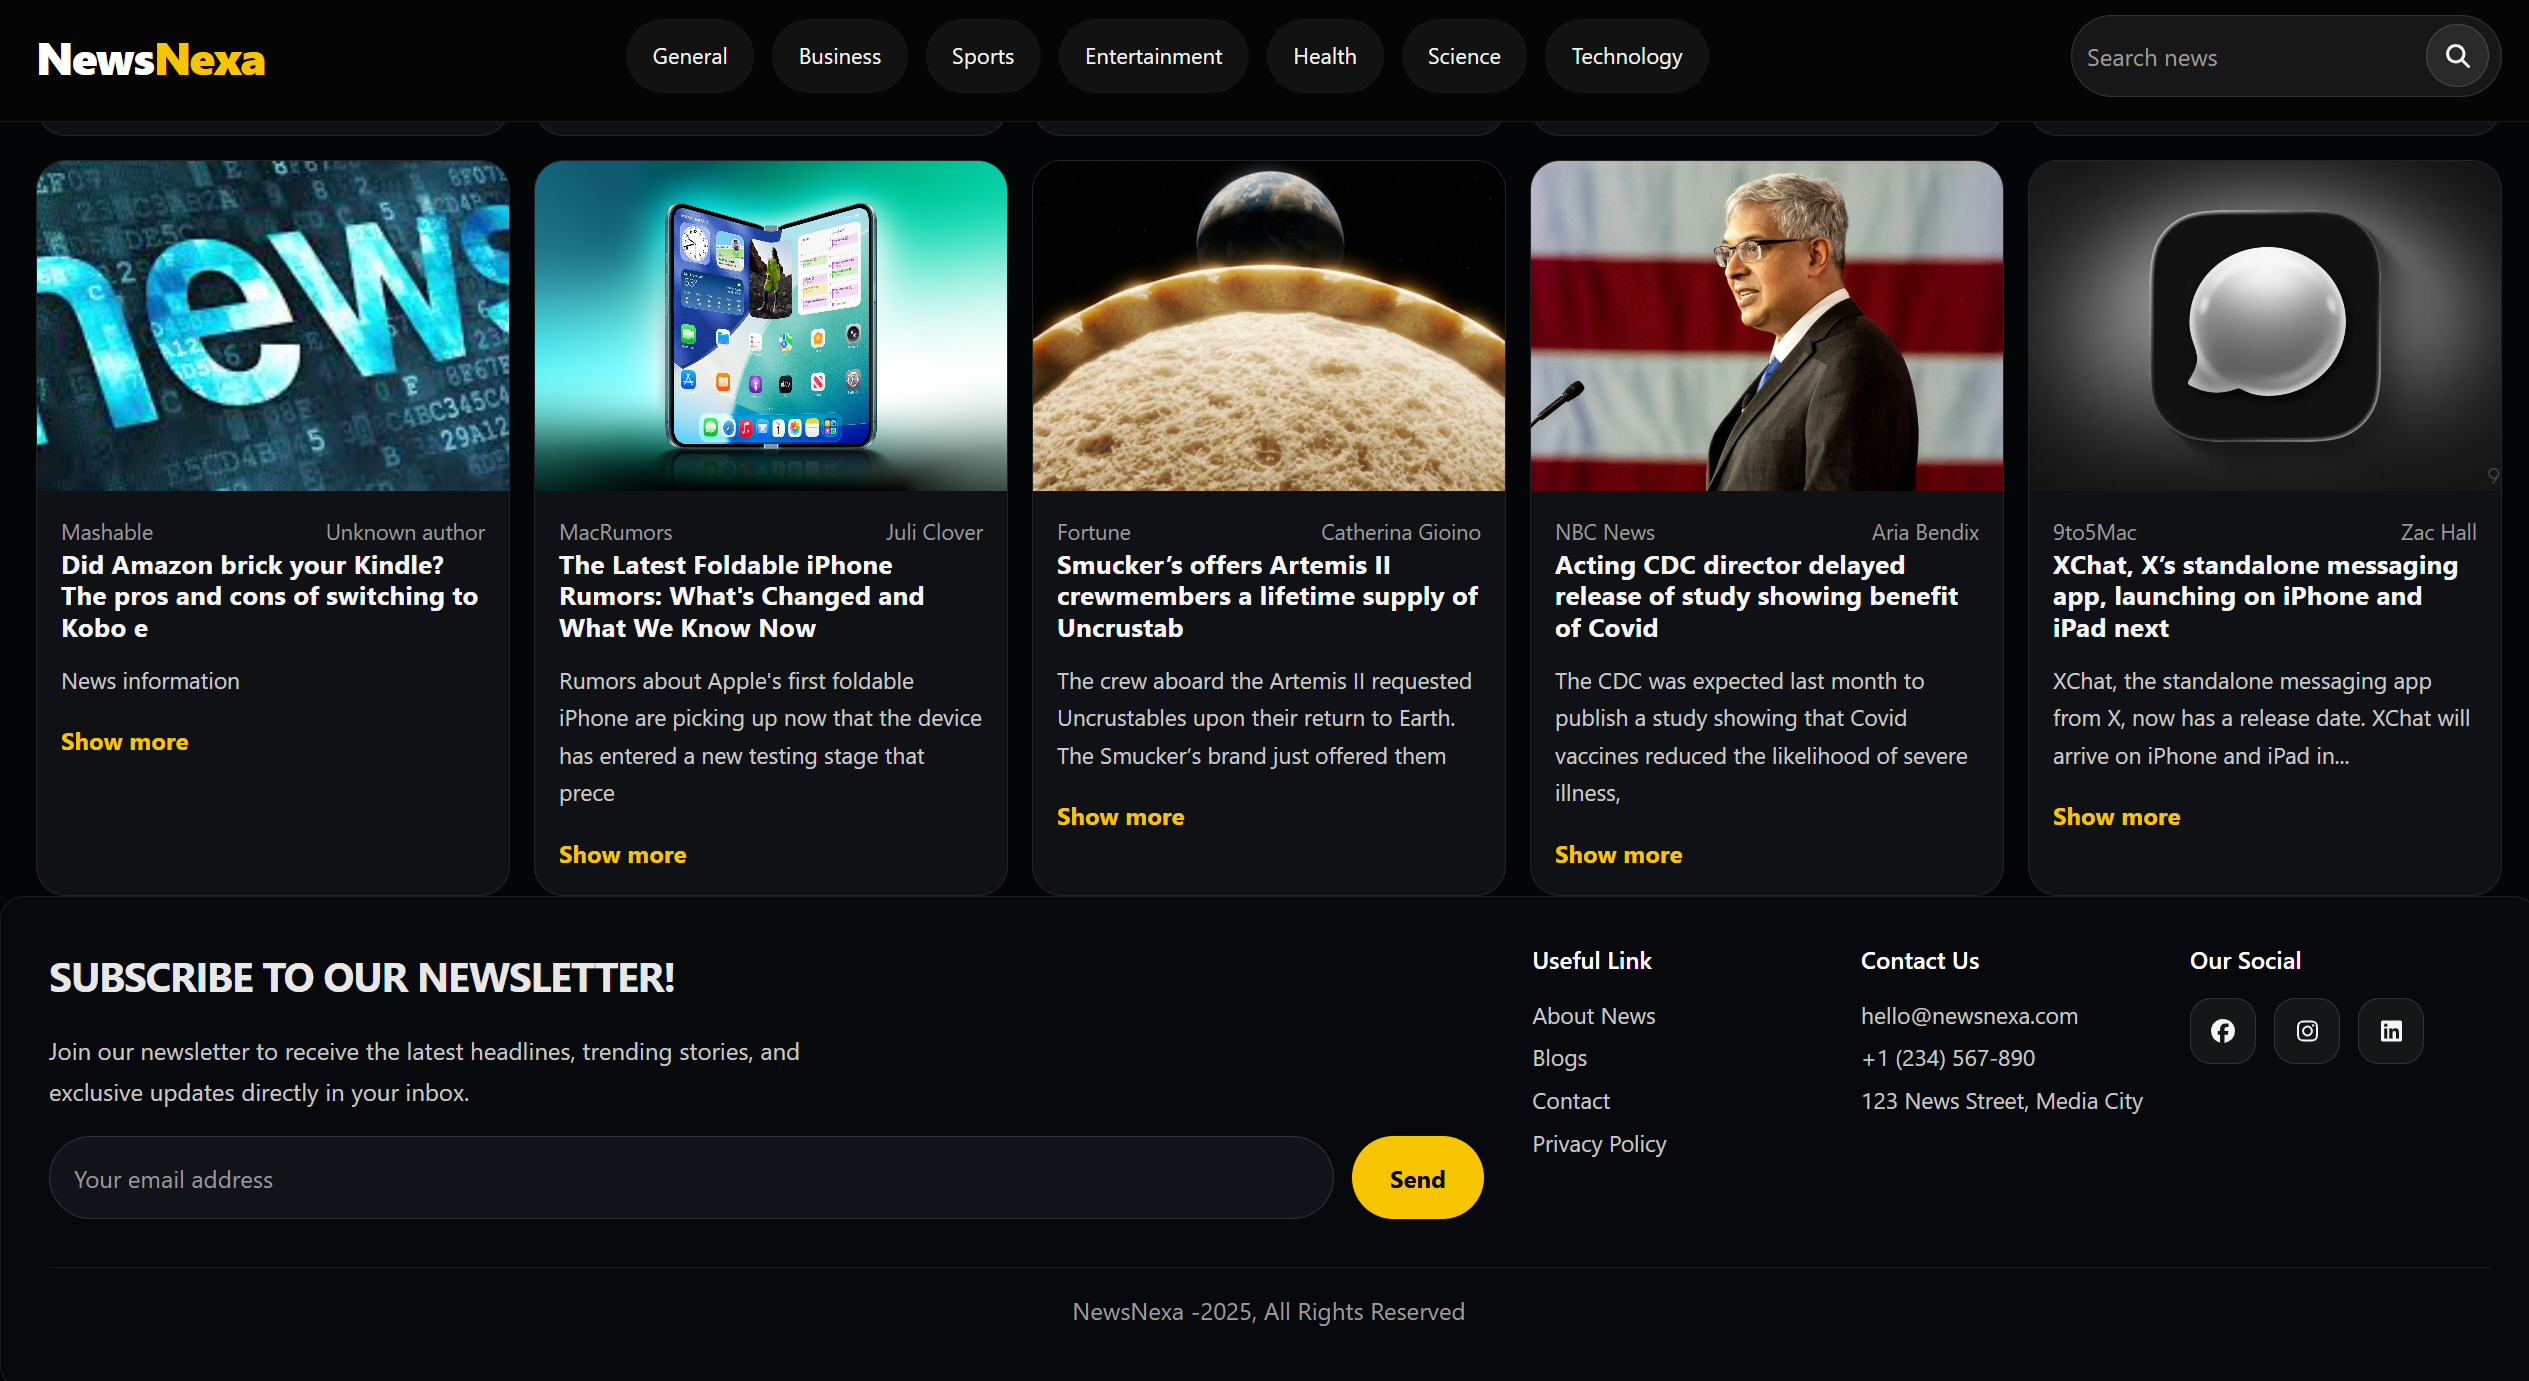 NewsNexa
General
Business
Sports
Entertainment
Health
Science
Technology
Search news
news
Mashable
Unknown author
Did Amazon brick your Kindle?
The pros and cons of switching to
Kobo e
News information
Show more
MacRumors
Juli Clover
The Latest Foldable iPhone
Rumors: What's Changed and
What We Know Now
Rumors about Apple's first foldable
iPhone are picking up now that the device
has entered a new testing stage that
prece
Show more
Fortune
Catherina Gioino
Smucker’s offers Artemis II
crewmembers a lifetime supply of
Uncrustab
The crew aboard the Artemis II requested
Uncrustables upon their return to Earth.
The Smucker’s brand just offered them
Show more
NBC News
Aria Bendix
Acting CDC director delayed
release of study showing benefit
of Covid
The CDC was expected last month to
publish a study showing that Covid
vaccines reduced the likelihood of severe
illness,
Show more
9
9to5Mac
Zac Hall
XChat, X’s standalone messaging
app, launching on iPhone and
iPad next
XChat, the standalone messaging app
from X, now has a release date. XChat will
arrive on iPhone and iPad in...
Show more
SUBSCRIBE TO OUR NEWSLETTER!
Join our newsletter to receive the latest headlines, trending stories, and
exclusive updates directly in your inbox.
Your email address
Send
Useful Link
About News
Blogs
Contact
Privacy Policy
Contact Us
hello@newsnexa.com
+1 (234) 567-890
123 News Street, Media City
Our Social
NewsNexa -2025, All Rights Reserved